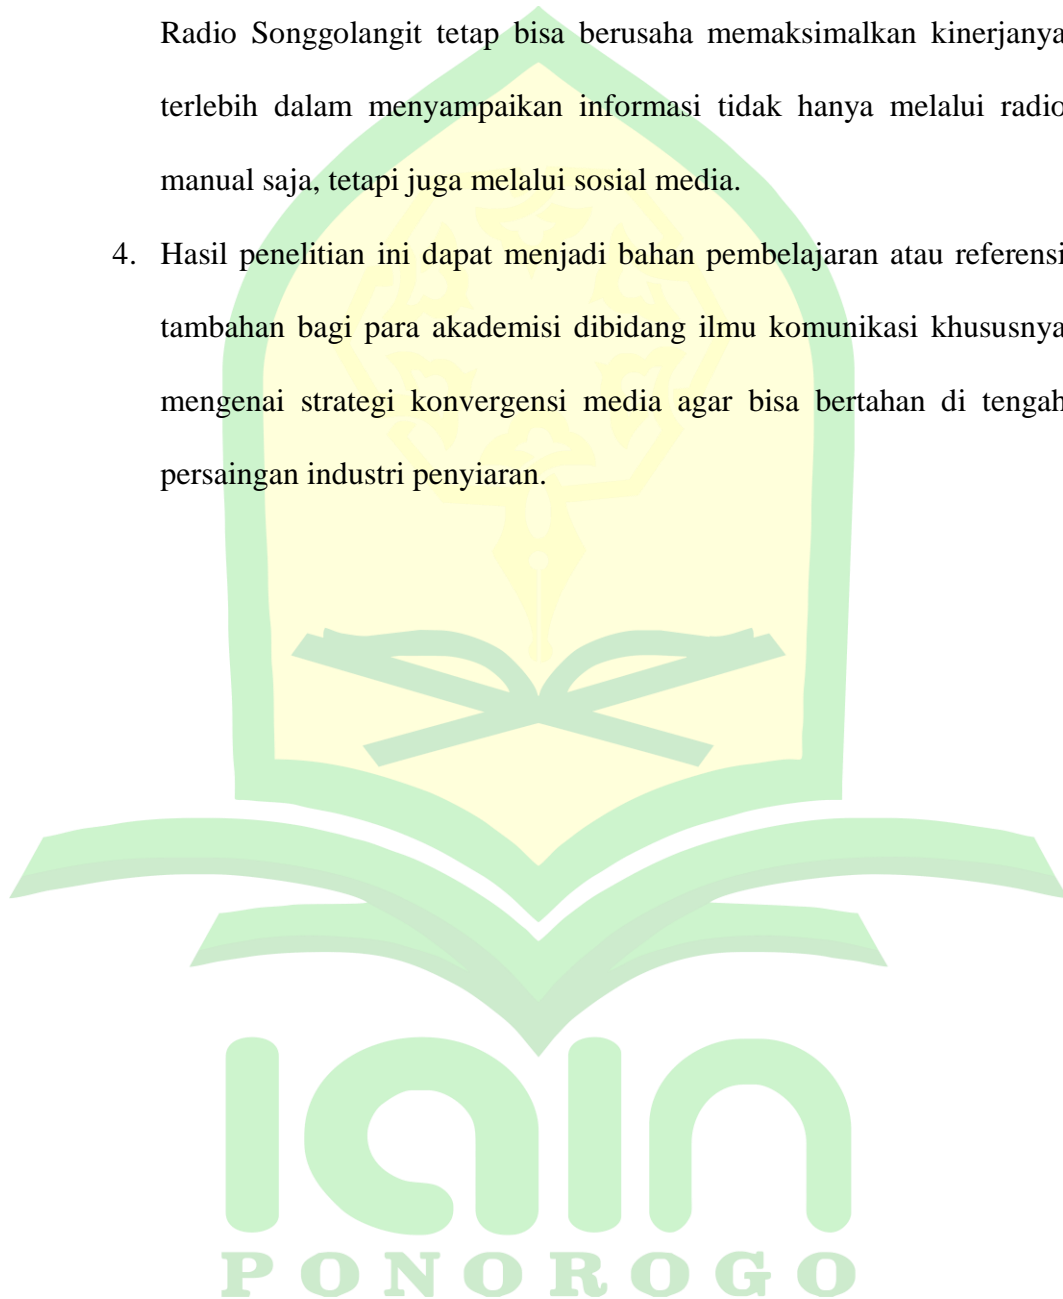 Radio Songgolangit tetap bisa berusaha memaksimalkan kinerjanya
terlebih dalam menyampaikan informasi tidak hanya melalui radio
manual saja, tetapi juga melalui sosial media.
4. Hasil penelitian ini dapat menjadi bahan pembelajaran atau referensi
tambahan bagi para akademisi dibidang ilmu komunikasi khususnya
mengenai strategi konvergensi media agar bisa bertahan di tengah
persaingan industri penyiaran.
iain
PONOROGO